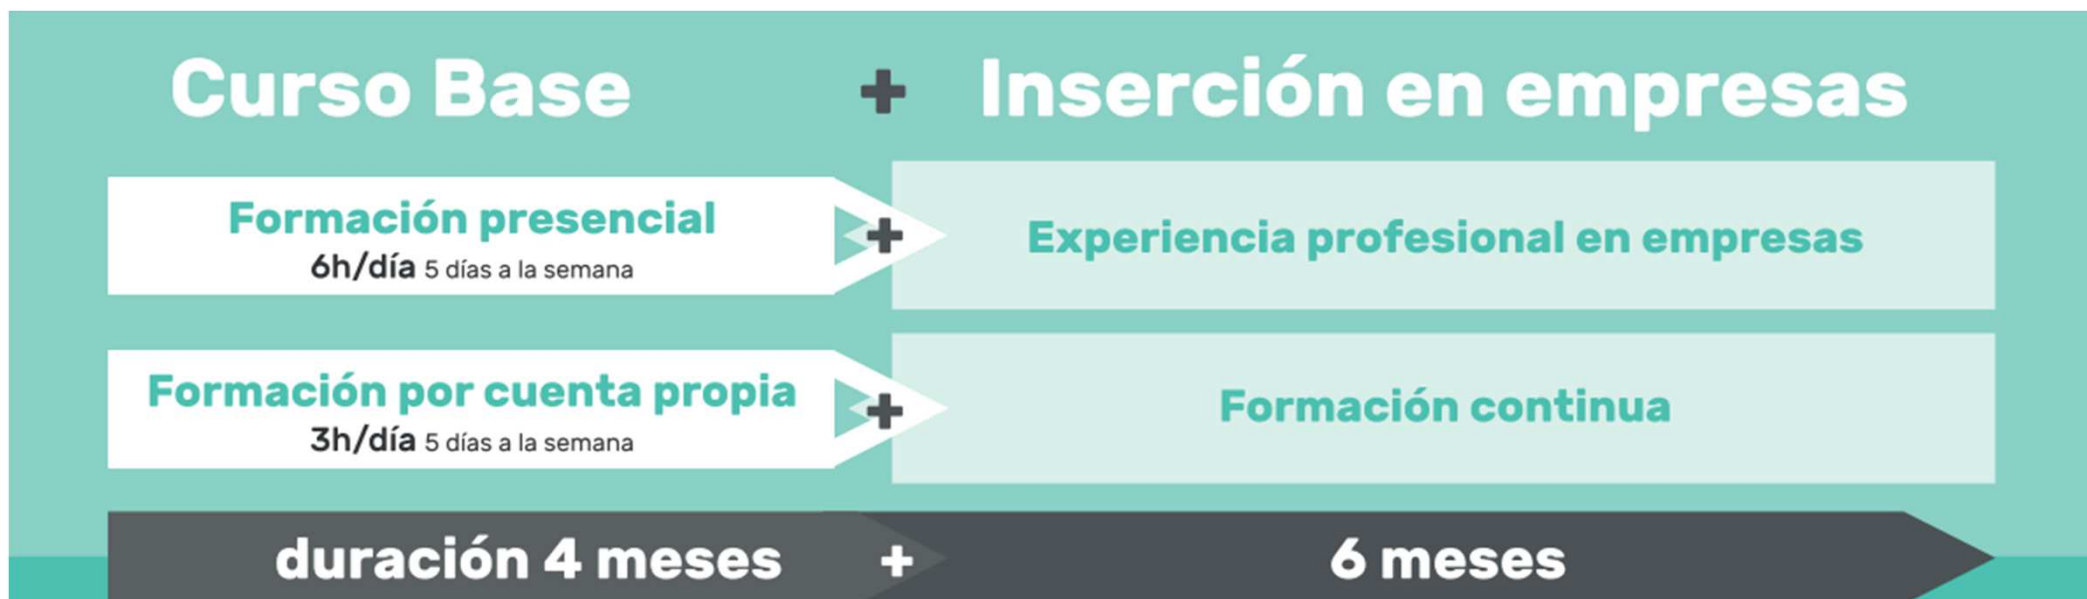 Curso Base + Inserción en empresas
Formación presencial
6h/día 5 días a la semana
+
Experiencia profesional en empresas
Formación por cuenta propia
3h/día 5 días a la semana
+
Formación continua
duración 4 meses + 6 meses